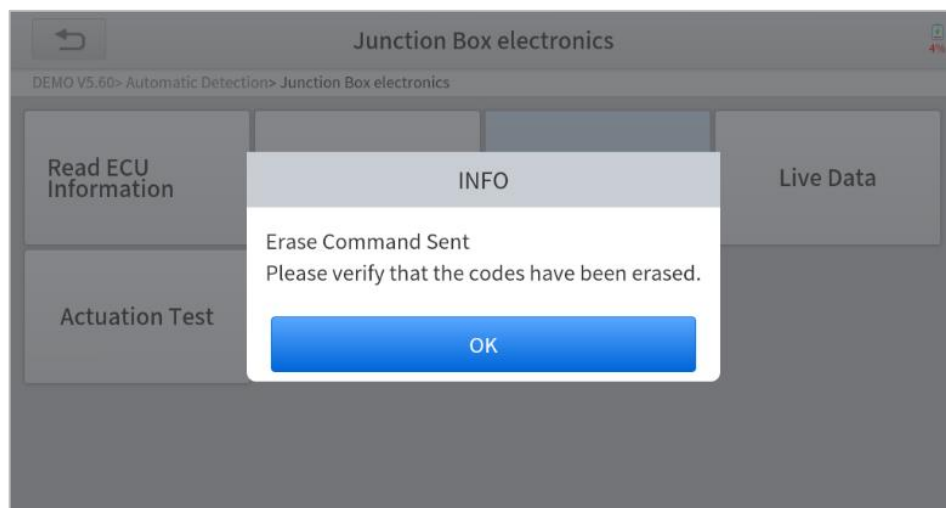 Junction Box electronics
4%
DEMO V5.60> Automatic Detection> Junction Box electronics
Read ECU
Information
Live Data
INFO
Erase Command Sent
Please verify that the codes have been erased.
Actuation Test
OK